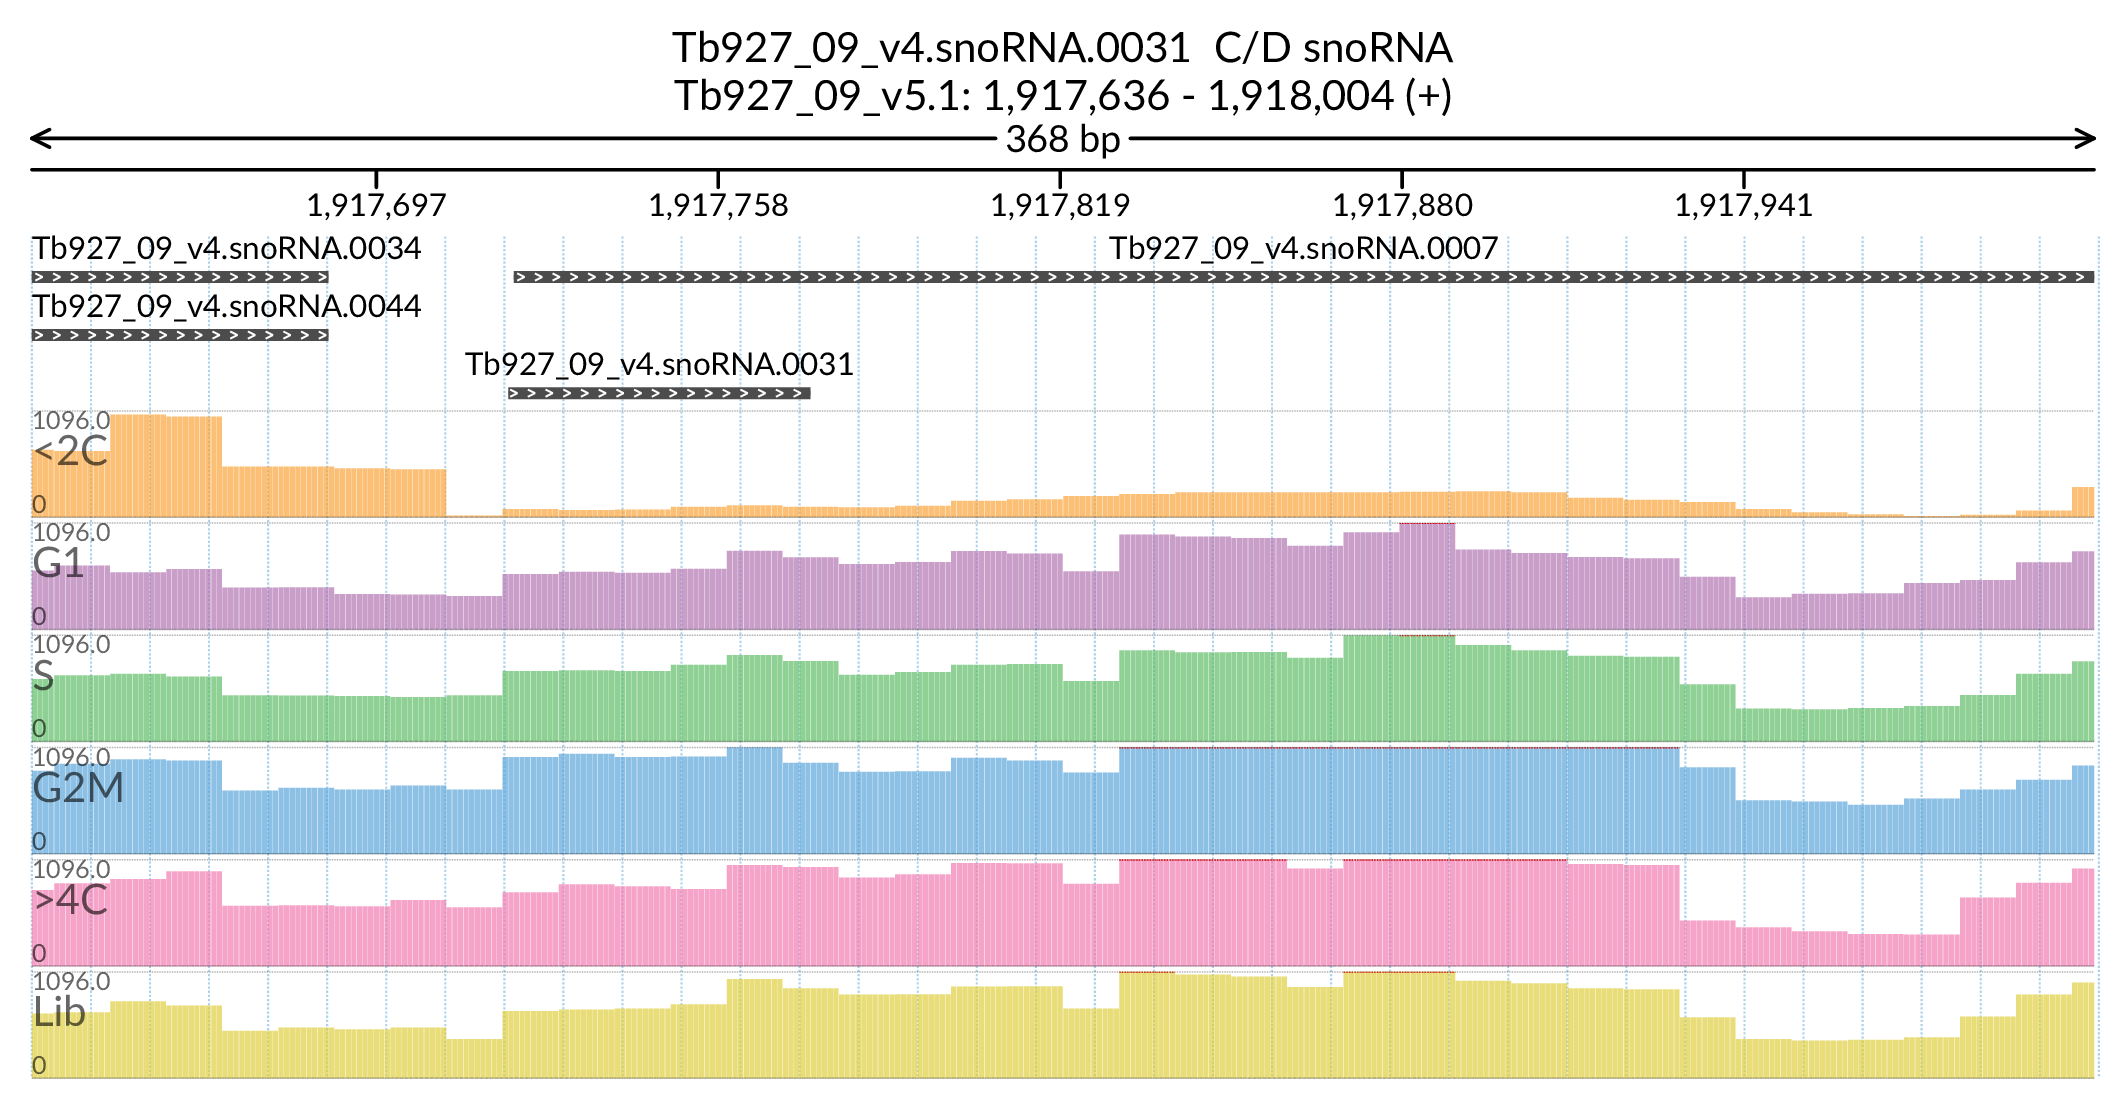 Tb927_09_v4.snoRNA.0031 C/D snoRNA
Tb927_09_v5.1: 1,917,636 - 1,918,004 (+)
368 bp
1,917,697 1,917,758 1,917,819 1,917,880 1,917,941
Tb927_09_v4.snoRNA.0034 Tb927_09_v4.snoRNA.0007
Tb927_09_v4.snoRNA.0044
Tb927_09_v4.snoRNA.0031
1096.0
<2C
0
1096.0
G1
0
1096.0
S
0
1096.0
G2M
0
1096.0
>4C
0
1096.0
Lib
0